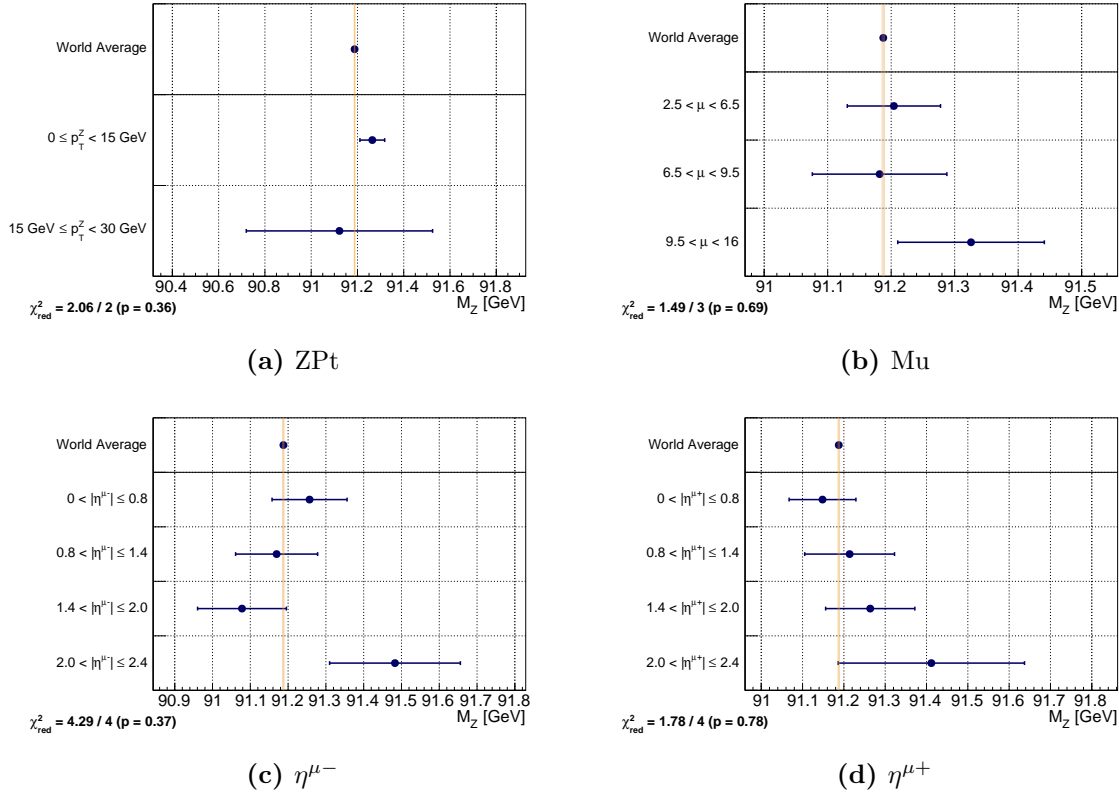 World Average
0 ≤ p_T^Z < 15 GeV
15 GeV ≤ p_T^Z < 30 GeV
90.4 90.6 90.8 91 91.2 91.4 91.6 91.8
M_Z [GeV]
χ²_red = 2.06 / 2 (p = 0.36)
(a) ZPt
World Average
2.5 < μ < 6.5
6.5 < μ < 9.5
9.5 < μ < 16
91 91.1 91.2 91.3 91.4 91.5
M_Z [GeV]
χ²_red = 1.49 / 3 (p = 0.69)
(b) Mu
World Average
0 < |η^μ-| ≤ 0.8
0.8 < |η^μ-| ≤ 1.4
1.4 < |η^μ-| ≤ 2.0
2.0 < |η^μ-| ≤ 2.4
90.9 91 91.1 91.2 91.3 91.4 91.5 91.6 91.7 91.8
M_Z [GeV]
χ²_red = 4.29 / 4 (p = 0.37)
(c) η^μ−
World Average
0 < |η^μ+| ≤ 0.8
0.8 < |η^μ+| ≤ 1.4
1.4 < |η^μ+| ≤ 2.0
2.0 < |η^μ+| ≤ 2.4
91 91.1 91.2 91.3 91.4 91.5 91.6 91.7 91.8
M_Z [GeV]
χ²_red = 1.78 / 4 (p = 0.78)
(d) η^μ+